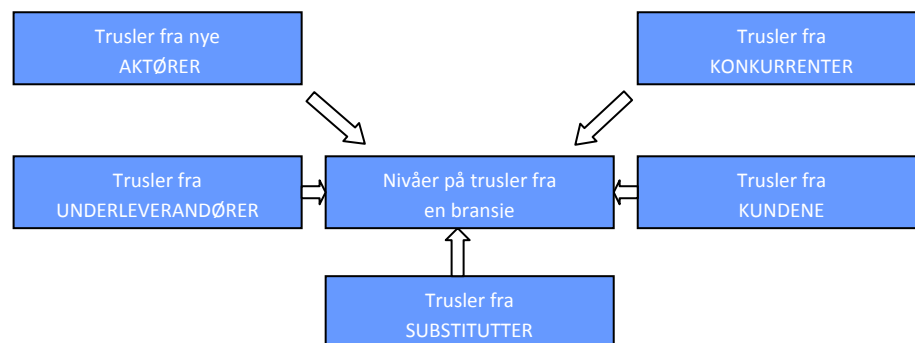 Trusler fra nye
AKTØRER
Trusler fra
KONKURRENTER
Trusler fra
UNDERLEVERANDØRER
Nivåer på trusler fra
en bransje
Trusler fra
KUNDENE
Trusler fra
SUBSTITUTTER